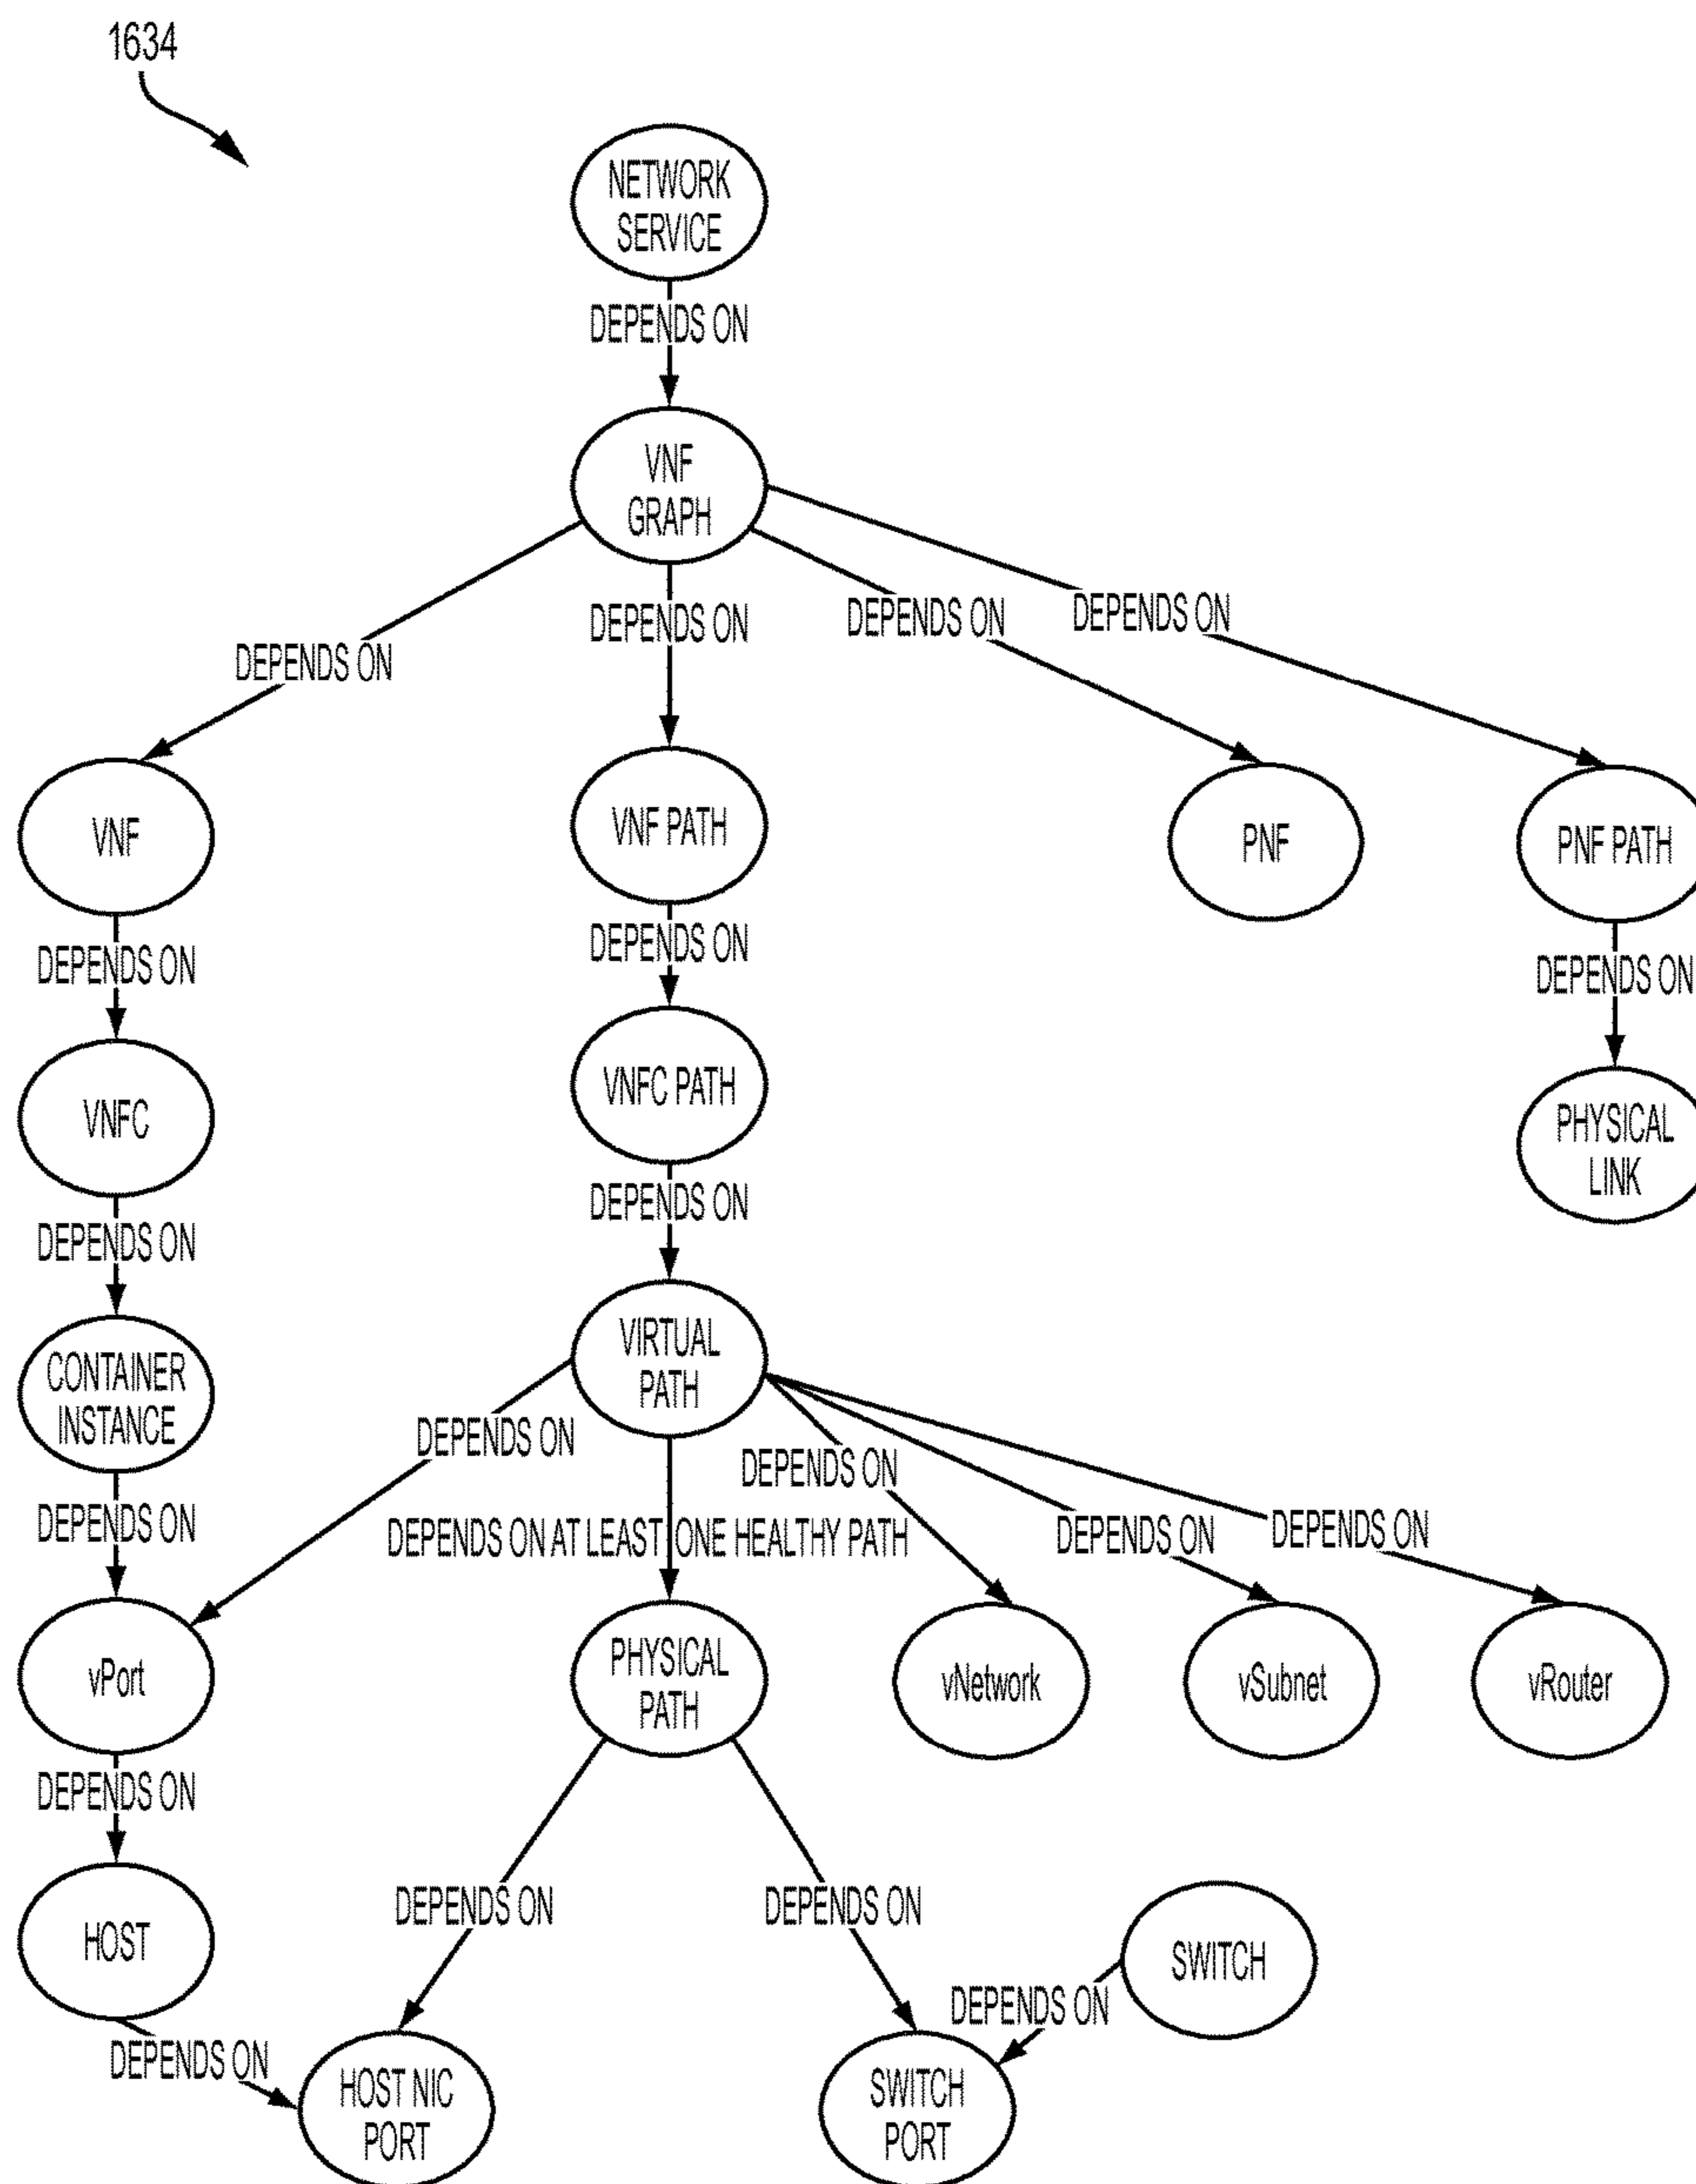 1634
NETWORK
SERVICE
DEPENDS ON
VNF
GRAPH
DEPENDS ON
DEPENDS ON
DEPENDS ON
DEPENDS ON
VNF
VNF PATH
PNF
PNF PATH
DEPENDS ON
DEPENDS ON
DEPENDS ON
VNFC
VNFC PATH
PHYSICAL
LINK
DEPENDS ON
DEPENDS ON
CONTAINER
INSTANCE
VIRTUAL
PATH
DEPENDS ON
DEPENDS ON
DEPENDS ON
DEPENDS ON AT LEAST ONE HEALTHY PATH
DEPENDS ON
DEPENDS ON
vPort
PHYSICAL
PATH
vNetwork
vSubnet
vRouter
DEPENDS ON
HOST
DEPENDS ON
DEPENDS ON
SWITCH
DEPENDS ON
DEPENDS ON
HOST NIC
PORT
SWITCH
PORT